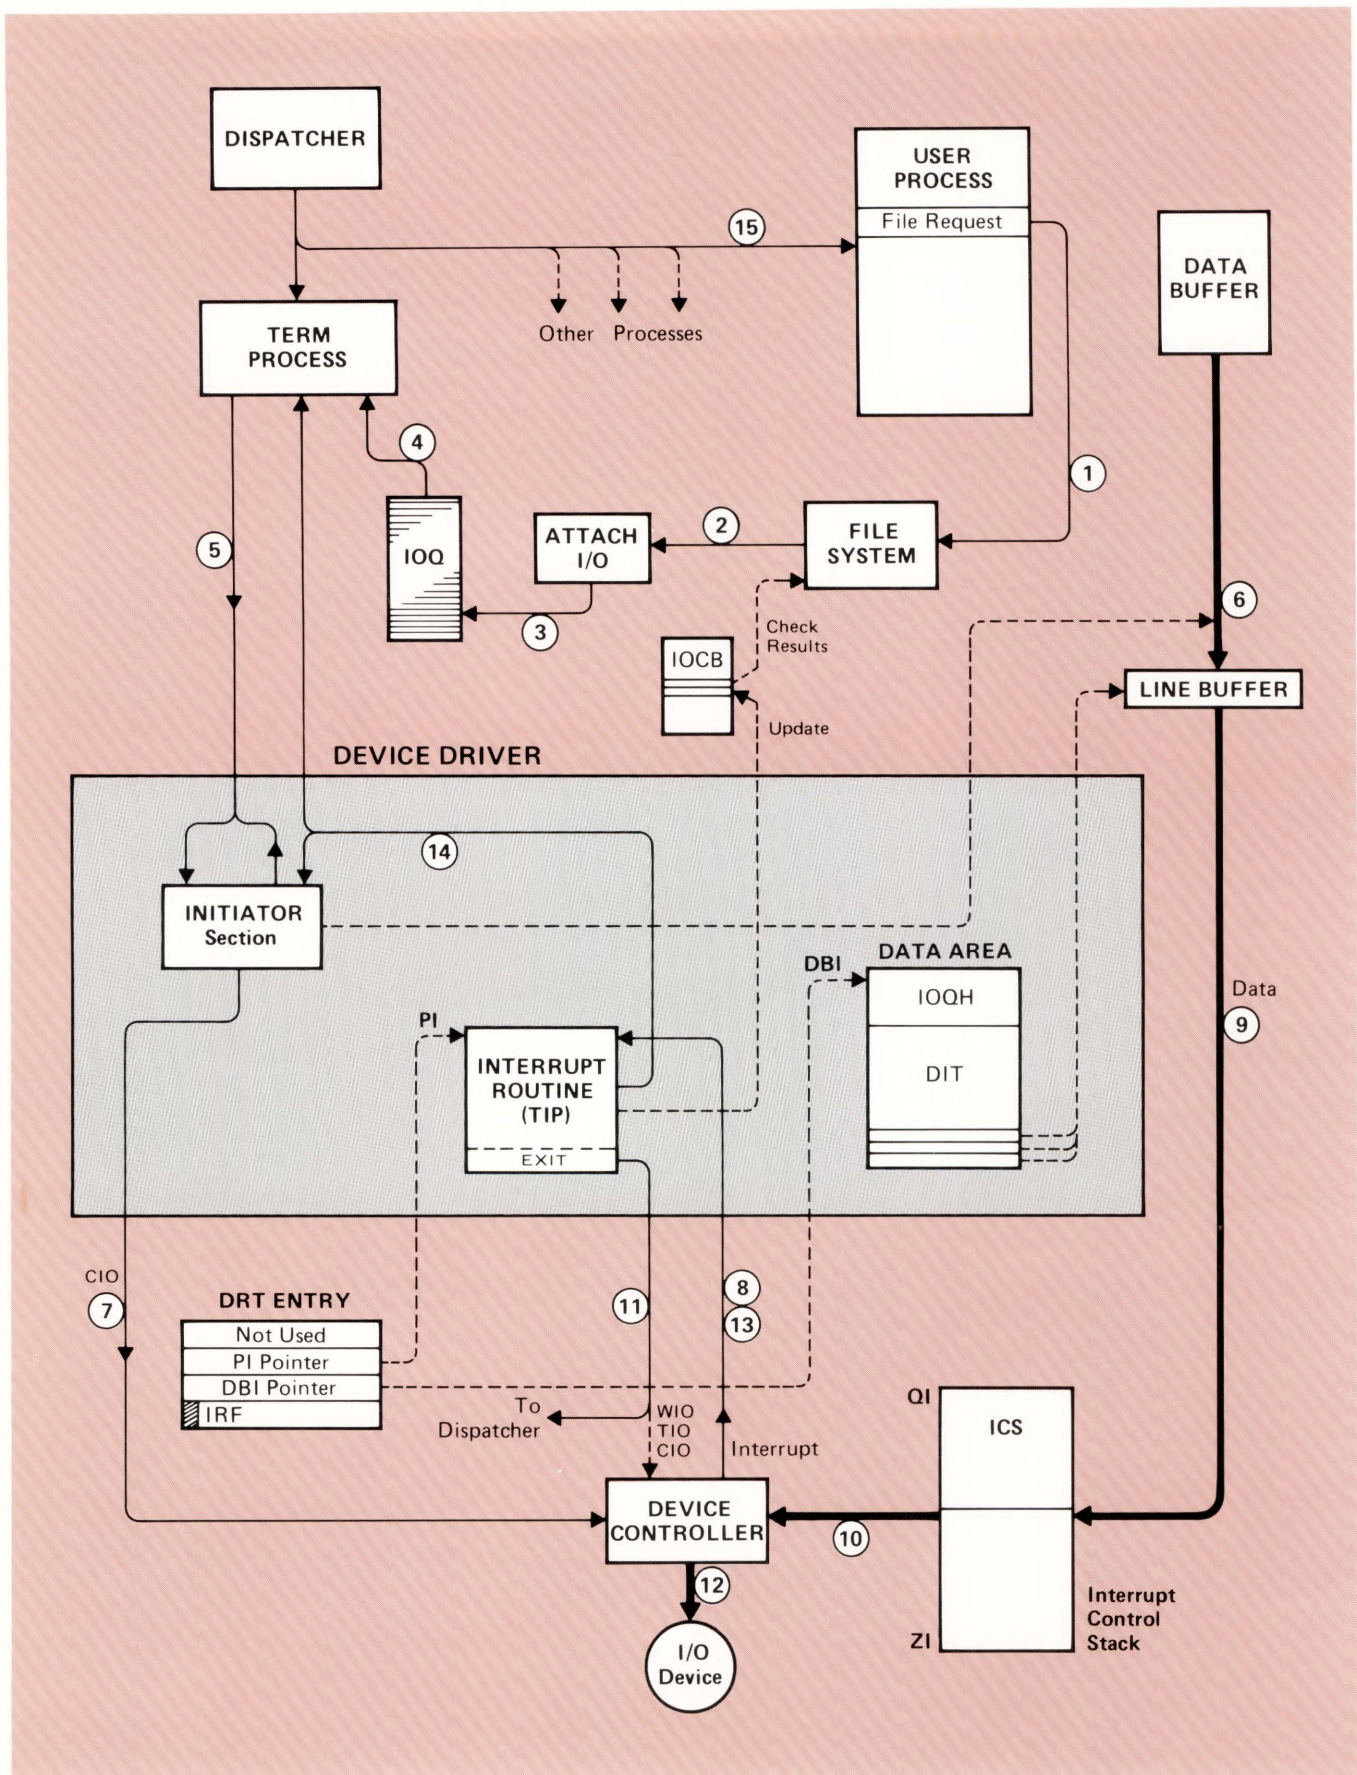 DISPATCHER
USER
PROCESS
File Request
15
DATA
BUFFER
TERM
PROCESS
Other Processes
4
1
5
IOQ
ATTACH
I/O
2
FILE
SYSTEM
3
6
Check
Results
IOCB
LINE BUFFER
Update
DEVICE DRIVER
14
INITIATOR
Section
DBI
DATA AREA
IOQH
DIT
Data
9
PI
INTERRUPT
ROUTINE
(TIP)
EXIT
CIO
7
DRT ENTRY
Not Used
PI Pointer
DBI Pointer
IRF
11
8
13
To
Dispatcher
WIO
TIO
CIO
Interrupt
QI
ICS
DEVICE
CONTROLLER
10
12
I/O
Device
ZI
Interrupt
Control
Stack